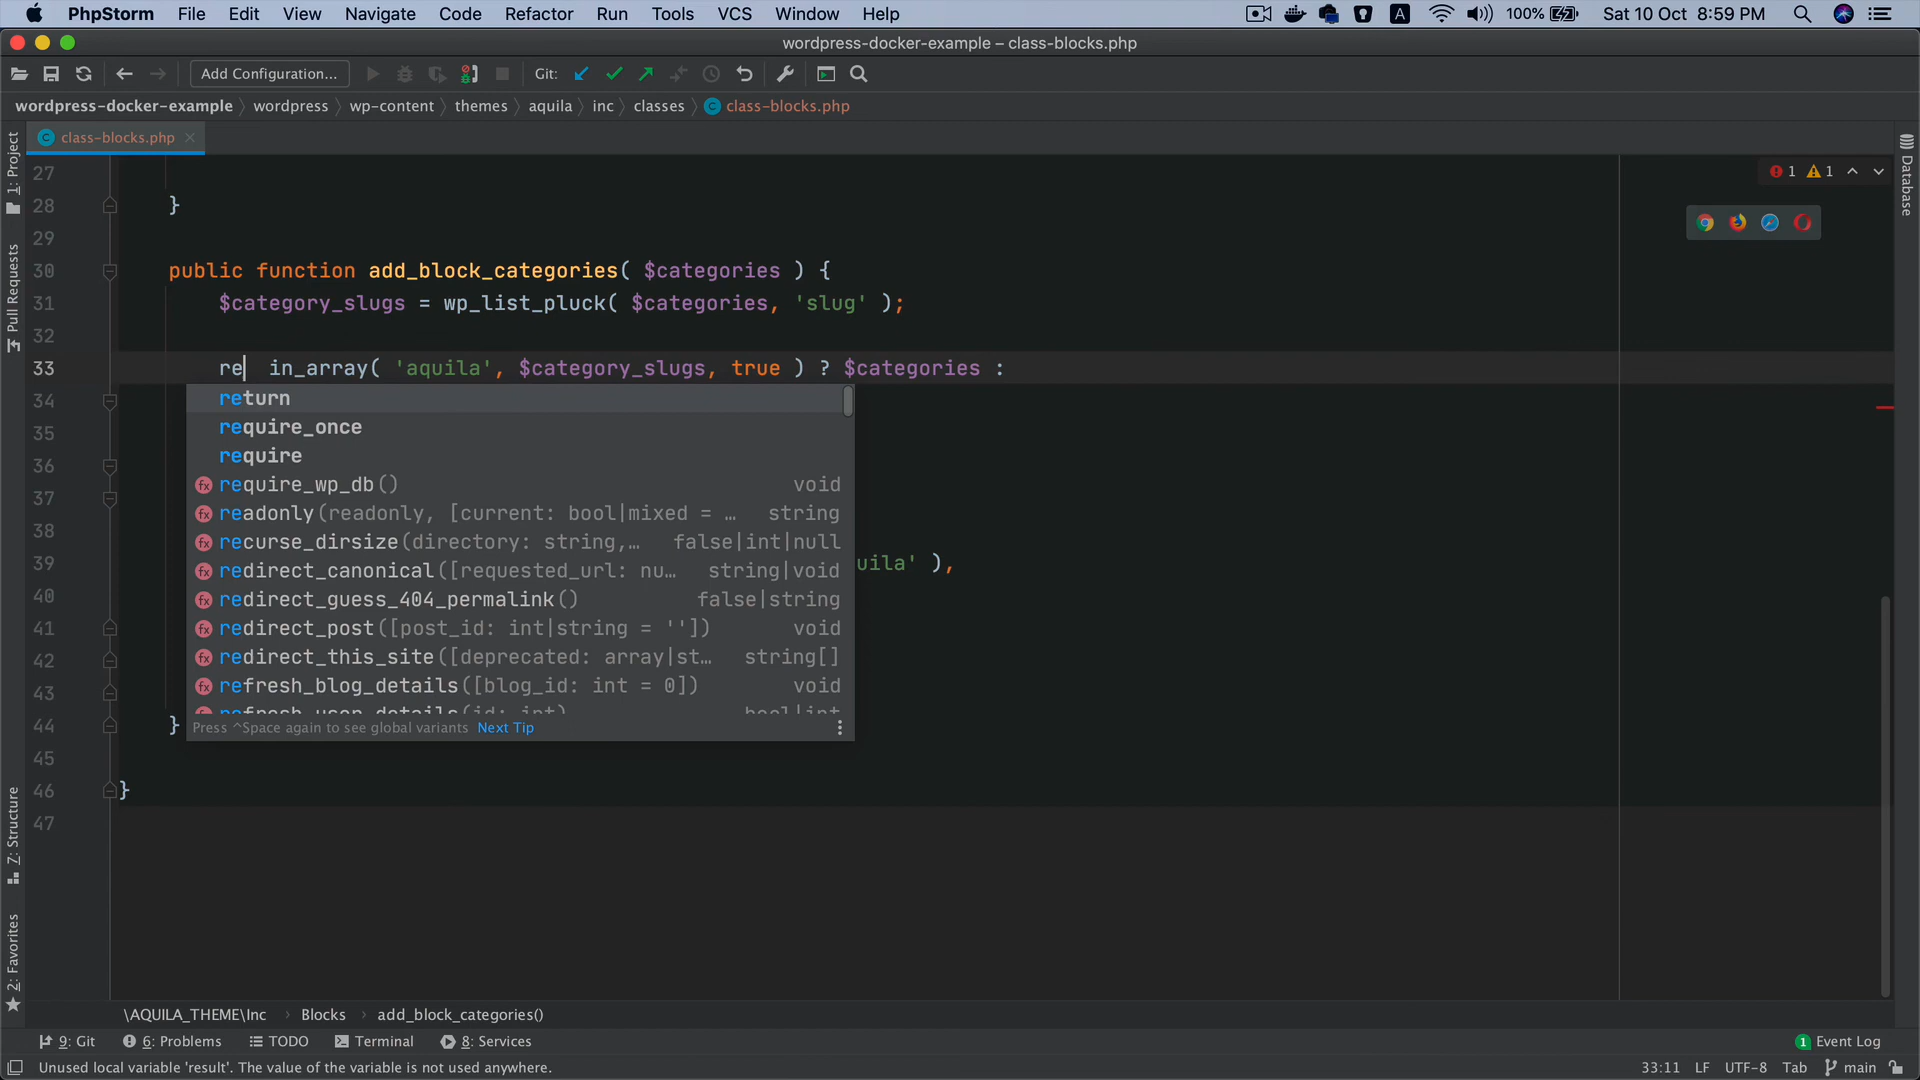 PhpStorm File Edit View Navigate Code Refactor Run Tools VCS Window Help A 100% Sat 10 Oct 8:59 PM
wordpress-docker-example – class-blocks.php
Add Configuration... Git:
wordpress-docker-example wordpress wp-content themes aquila inc classes class-blocks.php
class-blocks.php
1: Project
Pull Requests
7: Structure
2: Favorites
Database
1 1
27
28 }
29
30 public function add_block_categories( $categories ) {
31 $category_slugs = wp_list_pluck( $categories, 'slug' );
32
33 re in_array( 'aquila', $category_slugs, true ) ? $categories :
34
35
36
37
38
39 uila' ),
40
41
42
43
44 }
45
46 }
47
return
require_once
require
require_wp_db() void
readonly(readonly, [current: bool|mixed = … string
recurse_dirsize(directory: string,… false|int|null
redirect_canonical([requested_url: nu… string|void
redirect_guess_404_permalink() false|string
redirect_post([post_id: int|string = '']) void
redirect_this_site([deprecated: array|st… string[]
refresh_blog_details([blog_id: int = 0]) void
refresh_user_details(id: int) bool|int
Press ^Space again to see global variants Next Tip
\AQUILA_THEME\Inc Blocks add_block_categories()
9: Git 6: Problems TODO Terminal 8: Services 1 Event Log
Unused local variable 'result'. The value of the variable is not used anywhere. 33:11 LF UTF-8 Tab main